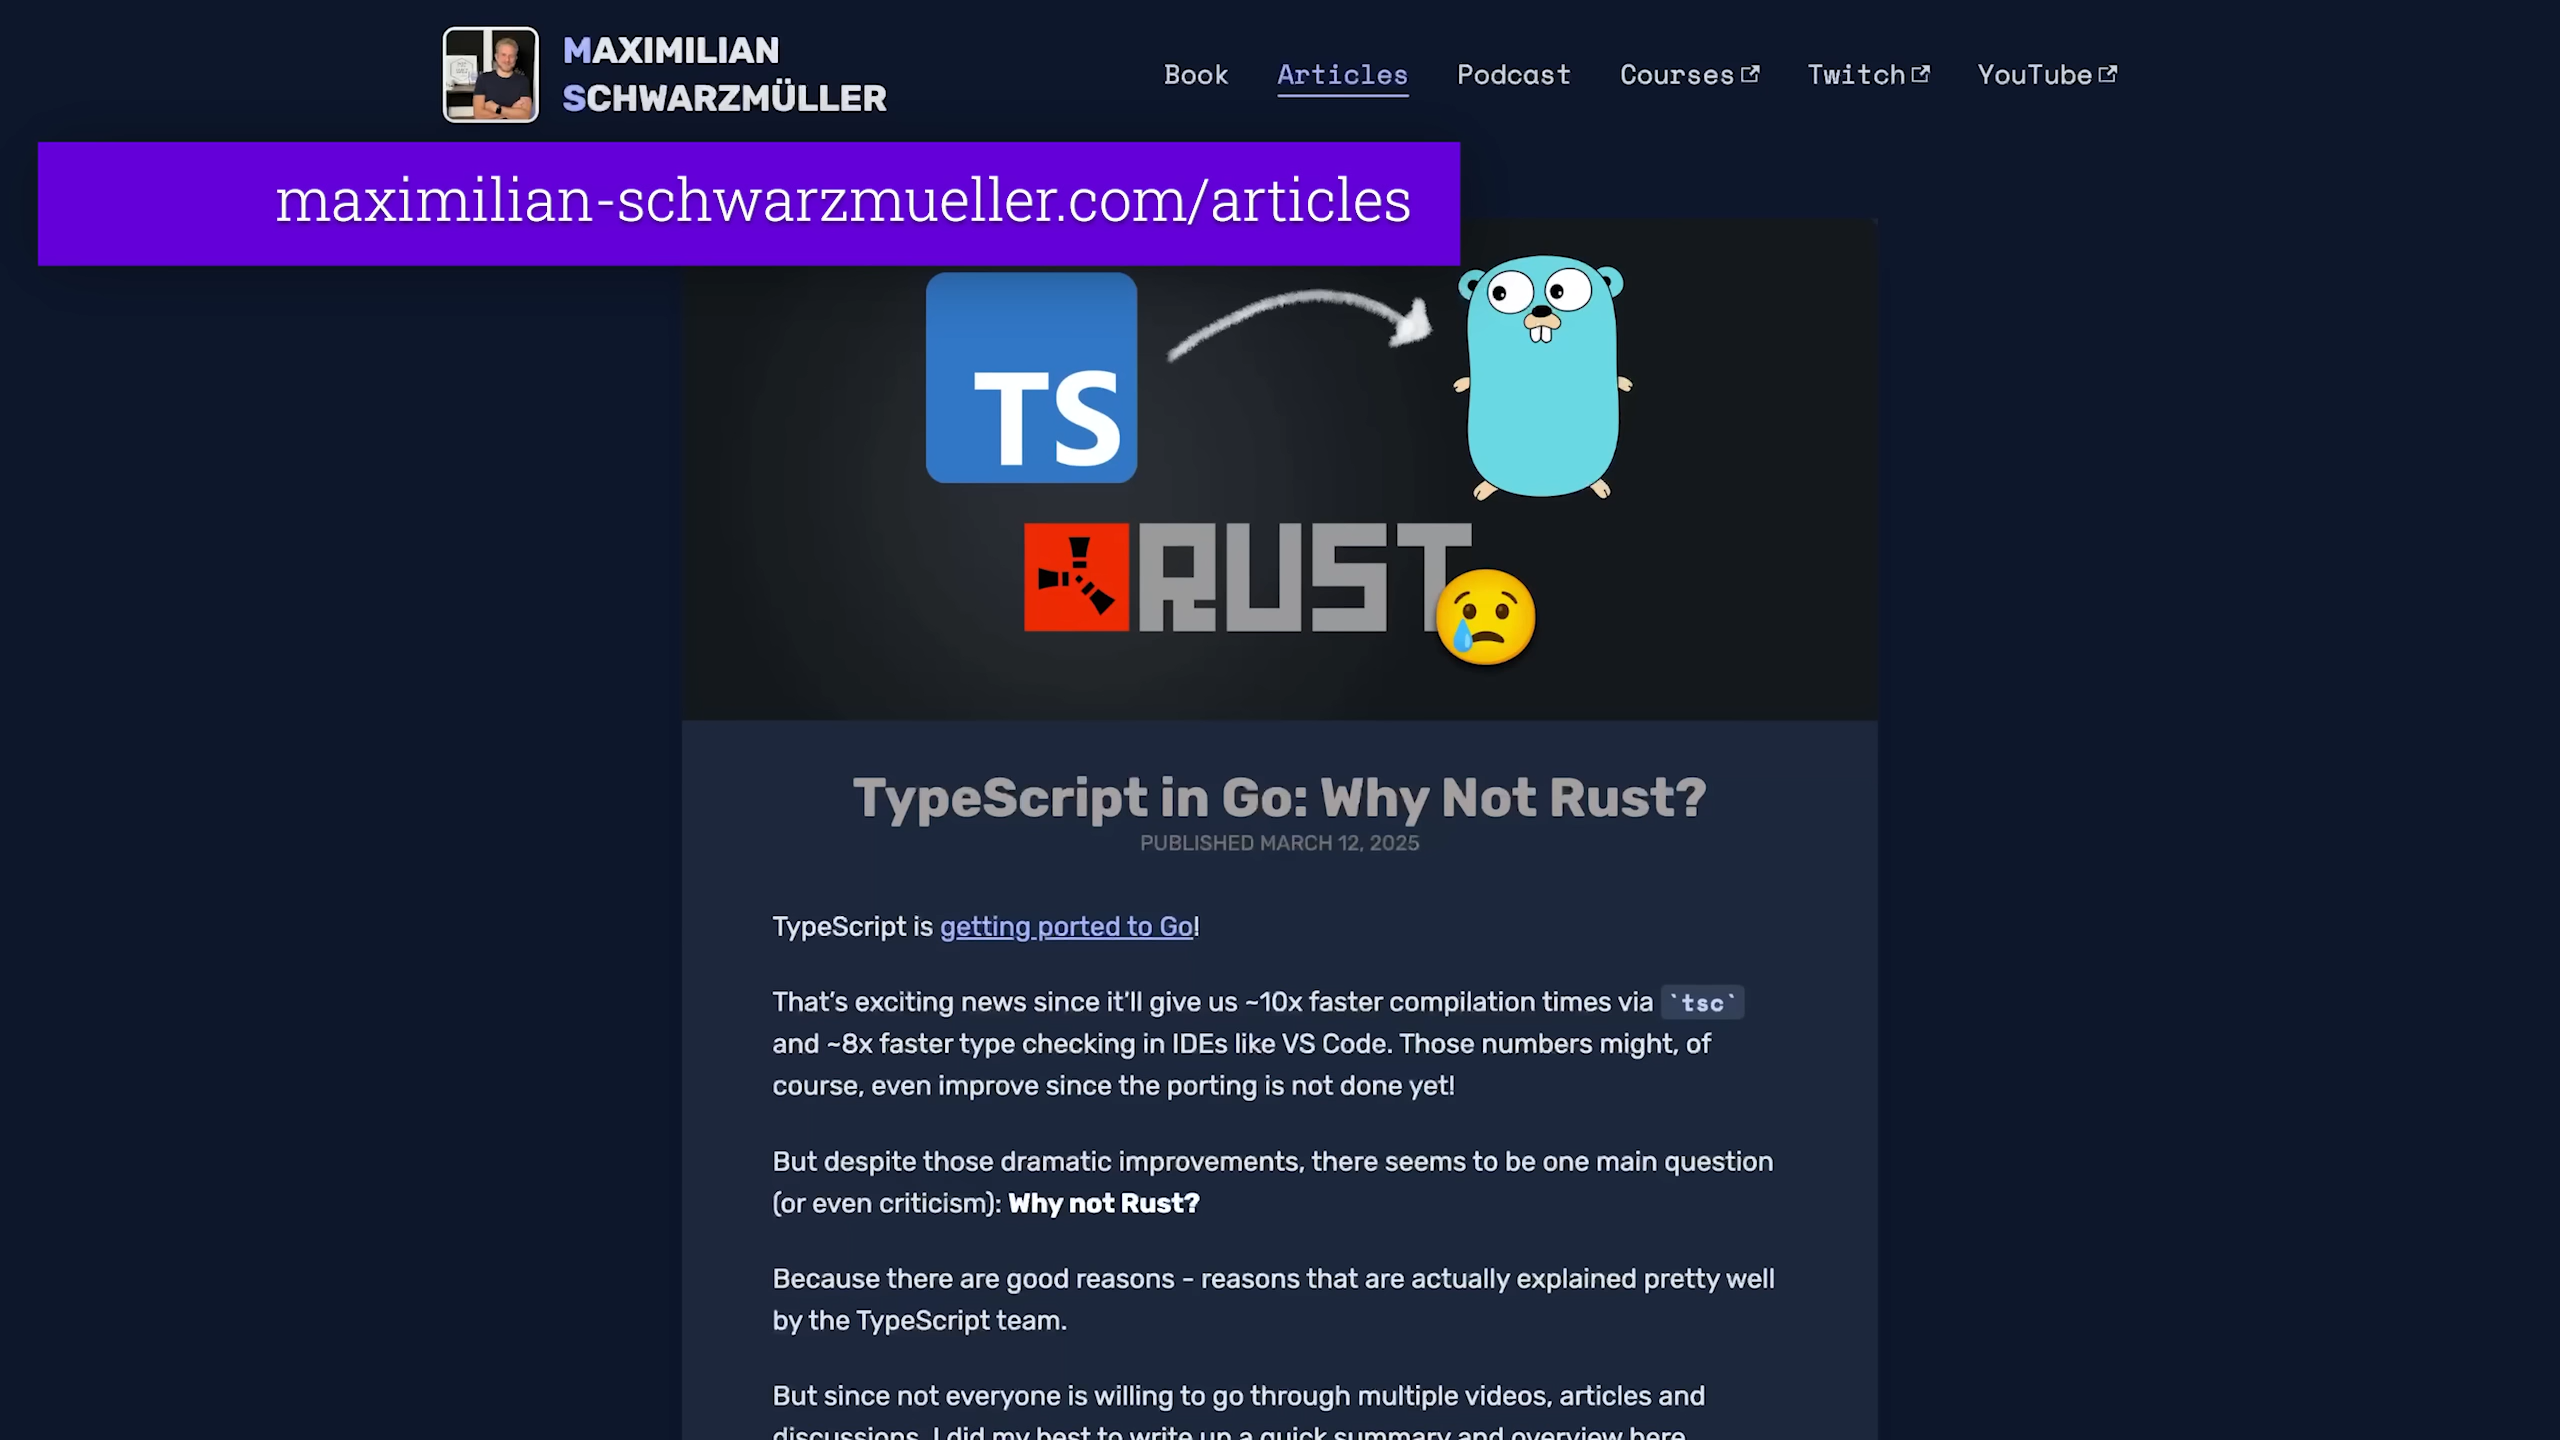 MAXIMILIAN
SCHWARZMÜLLER
Book
Articles
Podcast
Courses
Twitch
YouTube
maximilian-schwarzmueller.com/articles
TS
RUST
TypeScript in Go: Why Not Rust?
PUBLISHED MARCH 12, 2025
TypeScript is getting ported to Go!
That's exciting news since it'll give us ~10x faster compilation times via `tsc`
and ~8x faster type checking in IDEs like VS Code. Those numbers might, of
course, even improve since the porting is not done yet!
But despite those dramatic improvements, there seems to be one main question
(or even criticism): Why not Rust?
Because there are good reasons - reasons that are actually explained pretty well
by the TypeScript team.
But since not everyone is willing to go through multiple videos, articles and
discussions, I did my best to write up a quick summary and overview here.